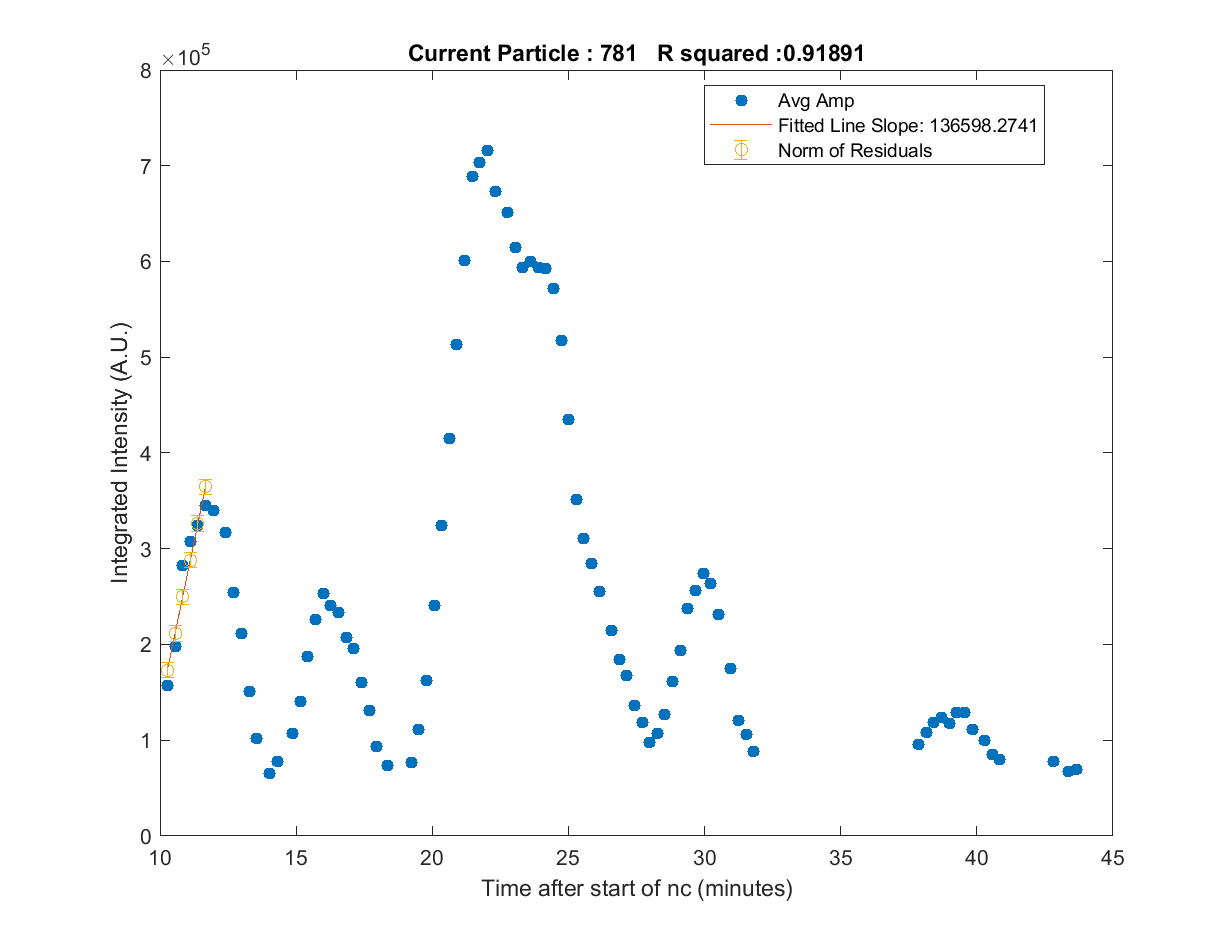 Current Particle : 781   R squared :0.91891
×10^5
8
7
6
5
4
3
2
1
0
Integrated Intensity (A.U.)
Avg Amp
Fitted Line Slope: 136598.2741
Norm of Residuals
10 15 20 25 30 35 40 45
Time after start of nc (minutes)